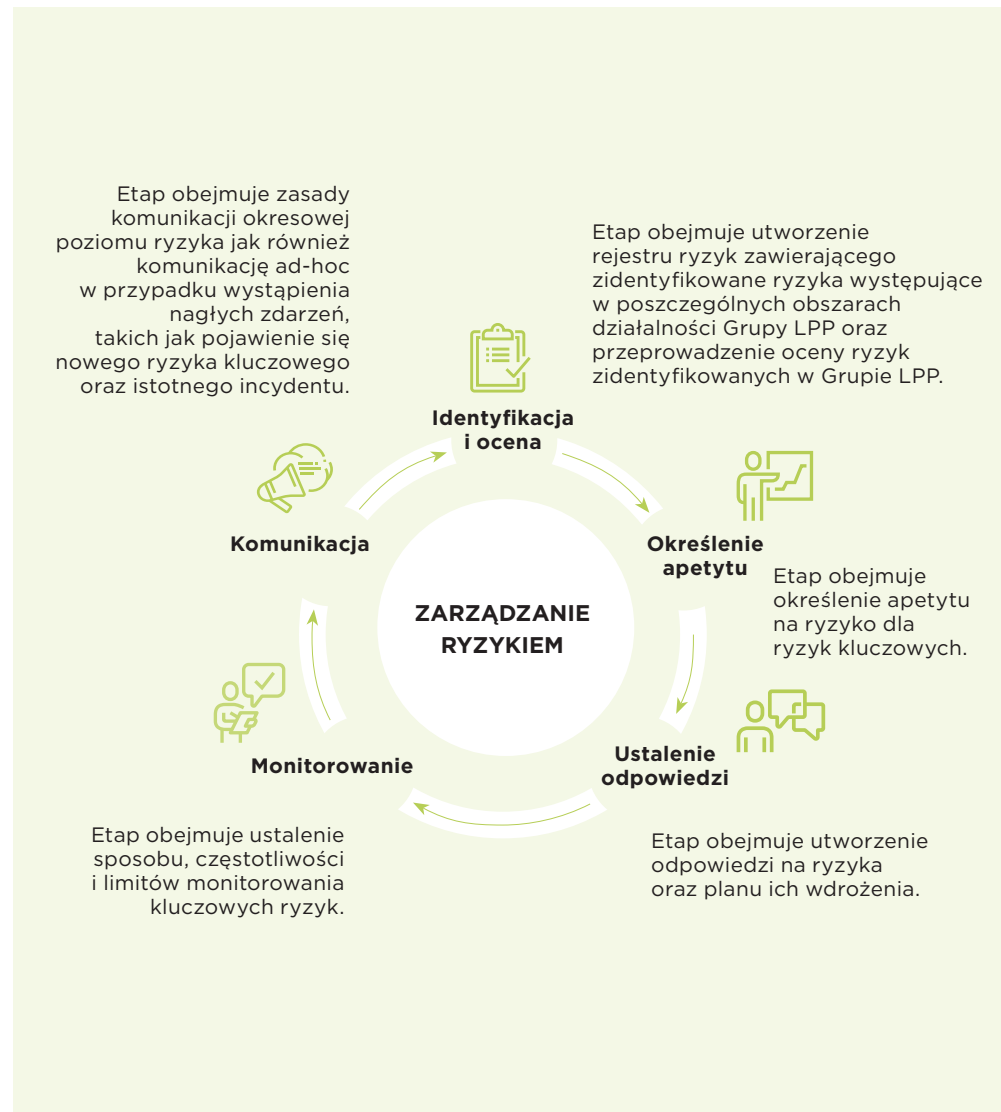 Etap obejmuje zasady
komunikacji okresowej
poziomu ryzyka jak również
komunikację ad-hoc
w przypadku wystąpienia
nagłych zdarzeń,
takich jak pojawienie się
nowego ryzyka kluczowego
oraz istotnego incydentu.
Etap obejmuje utworzenie
rejestru ryzyk zawierającego
zidentyfikowane ryzyka występujące
w poszczególnych obszarach
działalności Grupy LPP oraz
przeprowadzenie oceny ryzyk
zidentyfikowanych w Grupie LPP.
Identyfikacja
i ocena
Komunikacja
Określenie
apetytu
Etap obejmuje
określenie apetytu
na ryzyko dla
ryzyk kluczowych.
ZARZĄDZANIE
RYZYKIEM
Monitorowanie
Ustalenie
odpowiedzi
Etap obejmuje ustalenie
sposobu, częstotliwości
i limitów monitorowania
kluczowych ryzyk.
Etap obejmuje utworzenie
odpowiedzi na ryzyka
oraz planu ich wdrożenia.